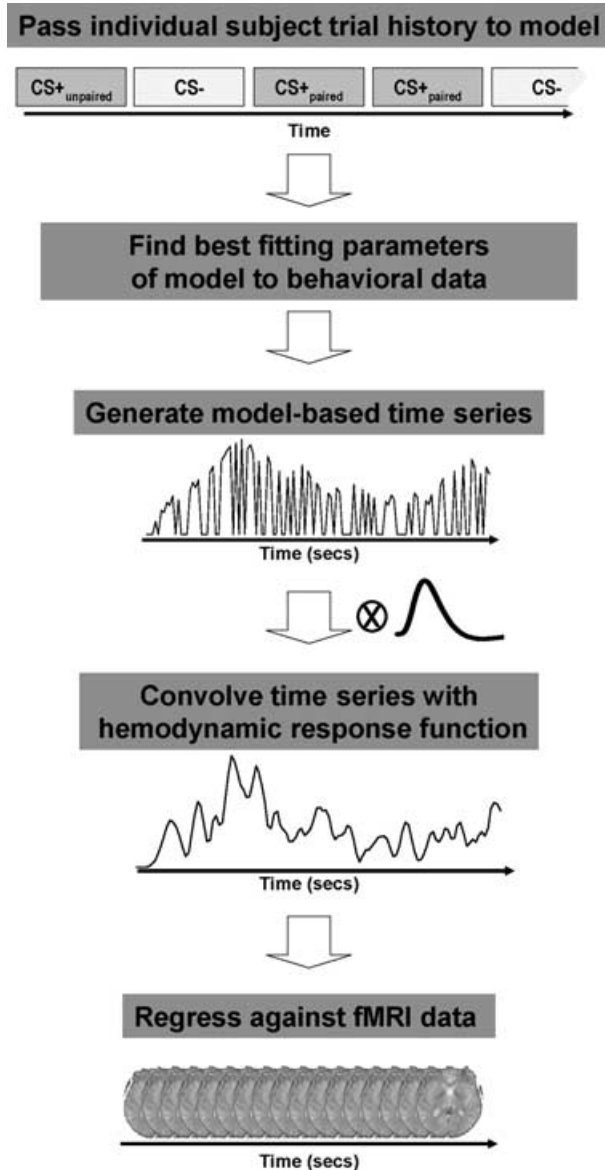 Pass individual subject trial history to model
CS+unpaired CS- CS+paired CS+paired CS-
Time
Find best fitting parameters
of model to behavioral data
Generate model-based time series
Time (secs)
Convolve time series with
hemodynamic response function
Time (secs)
Regress against fMRI data
Time (secs)